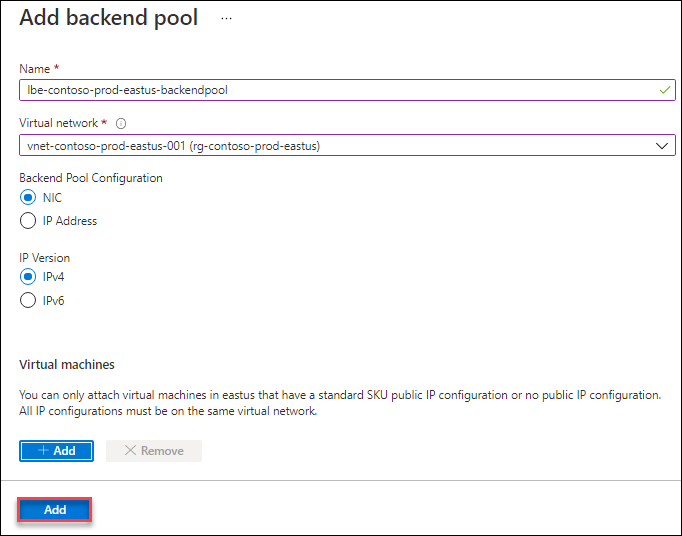 Add backend pool ...
Name *
lbe-contoso-prod-eastus-backendpool
Virtual network *
vnet-contoso-prod-eastus-001 (rg-contoso-prod-eastus)
Backend Pool Configuration
NIC
IP Address
IP Version
IPv4
IPv6
Virtual machines
You can only attach virtual machines in eastus that have a standard SKU public IP configuration or no public IP configuration.
All IP configurations must be on the same virtual network.
+ Add
Remove
Add